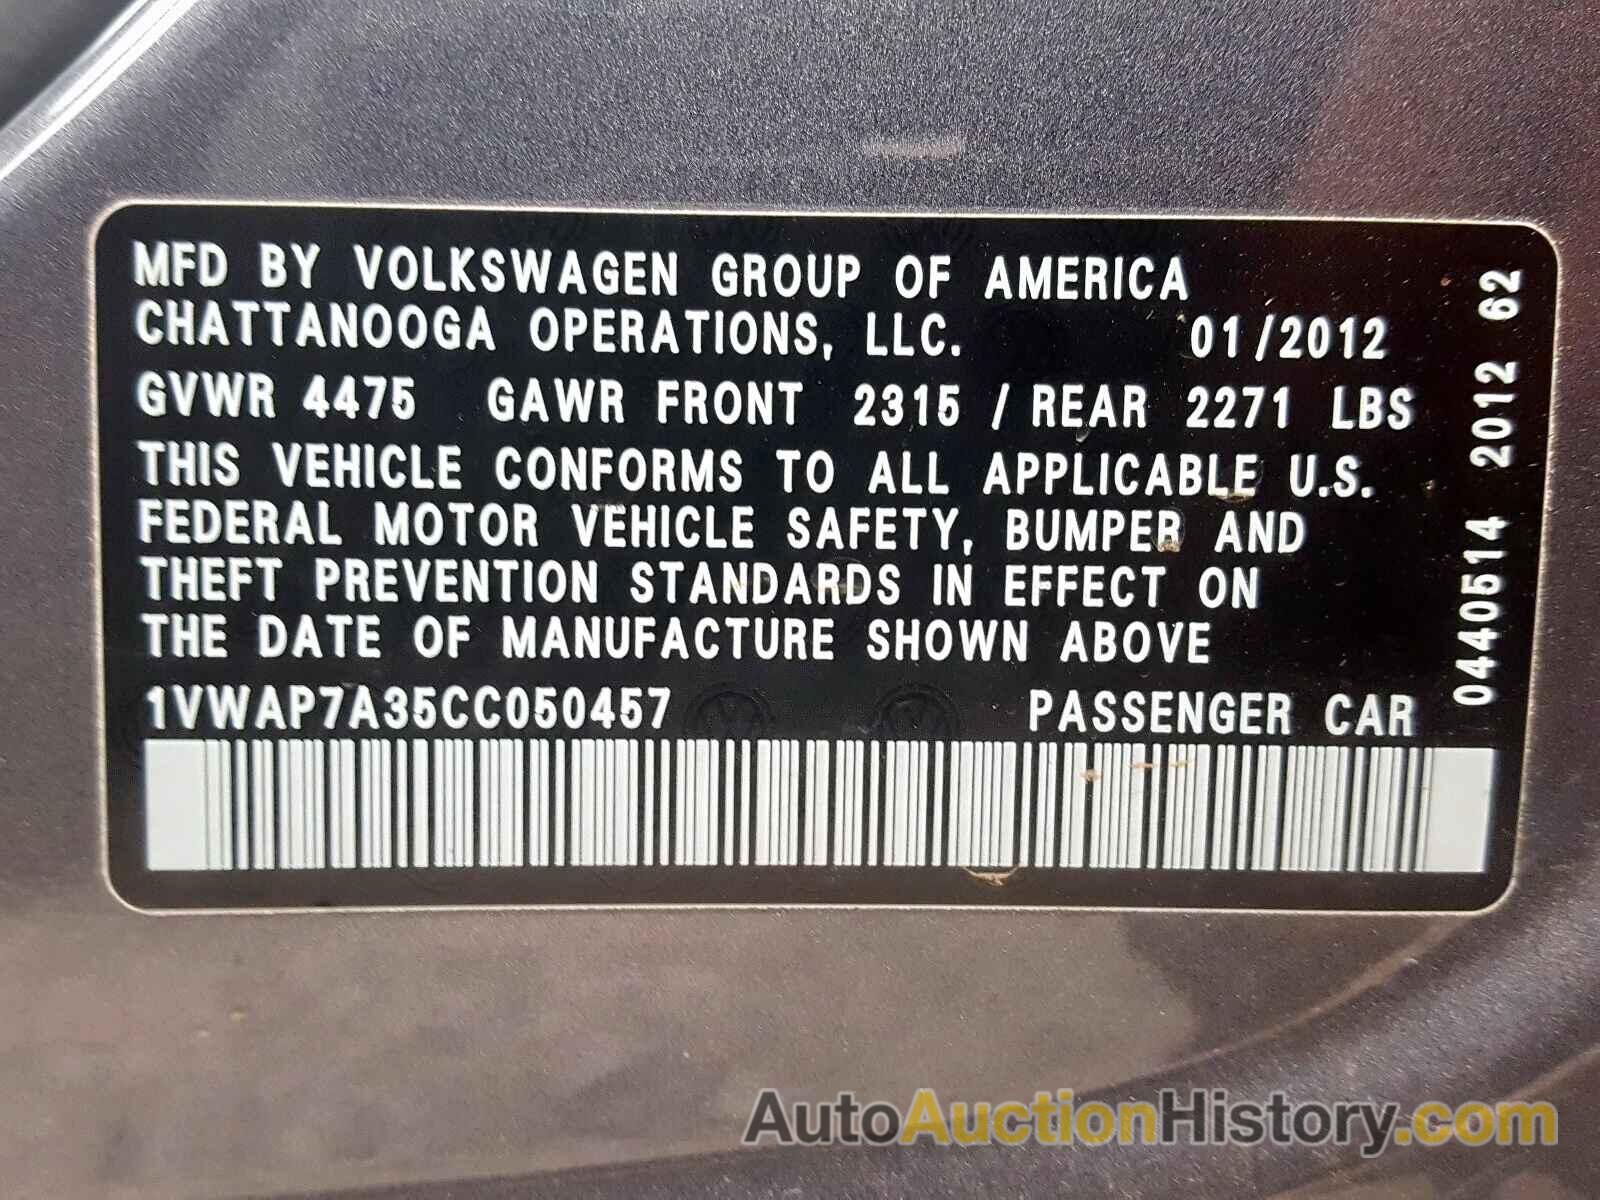 MFD BY VOLKSWAGEN GROUP OF AMERICA
CHATTANOOGA OPERATIONS, LLC. 01/2012
GVWR 4475 GAWR FRONT 2315 / REAR 2271 LBS
THIS VEHICLE CONFORMS TO ALL APPLICABLE U.S.
FEDERAL MOTOR VEHICLE SAFETY, BUMPER AND
THEFT PREVENTION STANDARDS IN EFFECT ON
THE DATE OF MANUFACTURE SHOWN ABOVE
1VWAP7A35CC050457 PASSENGER CAR
0440514 2012 62
AutoAuctionHistory.com